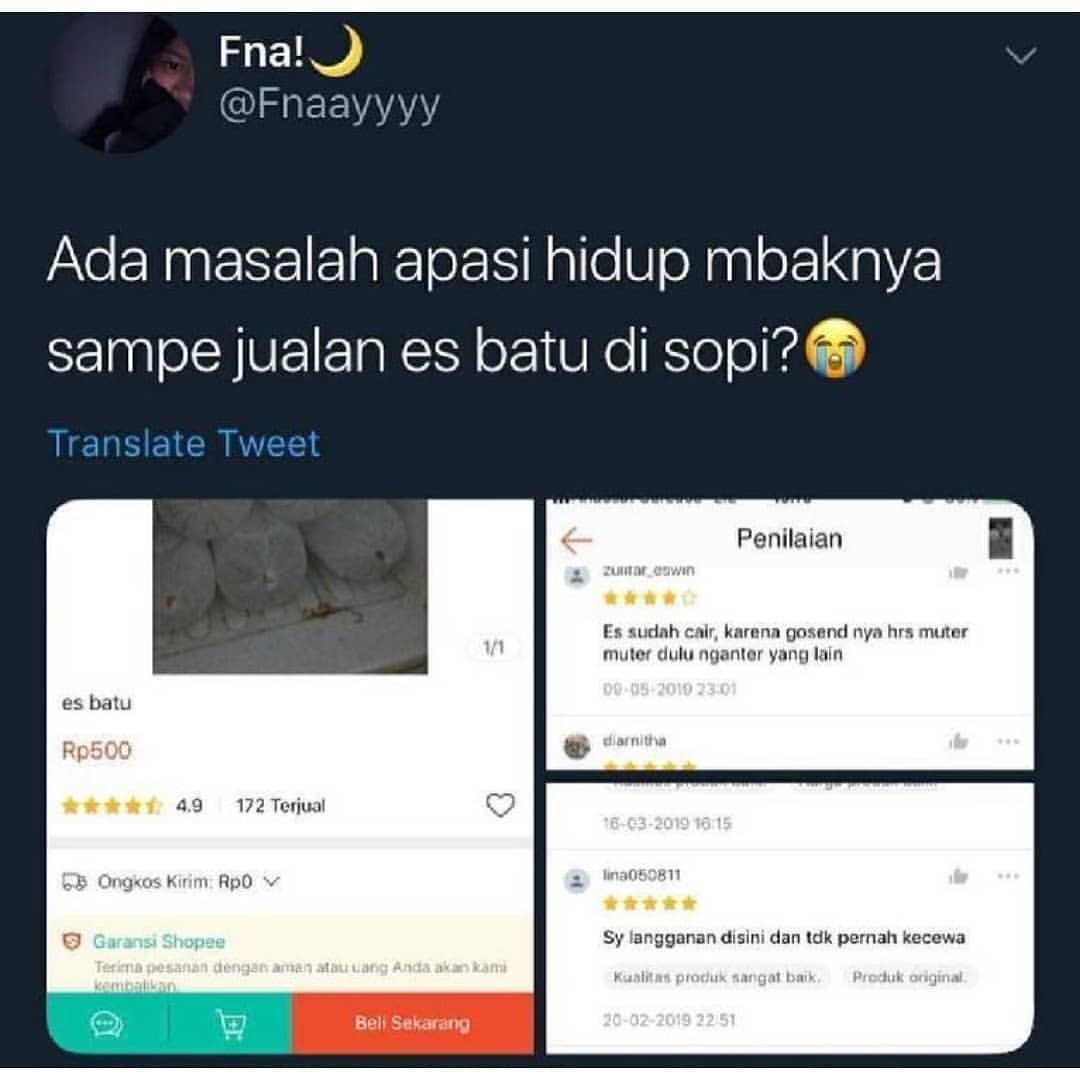 Fna!🌙
@Fnaayyyy
Ada masalah apasi hidup mbaknya
sampe jualan es batu di sopi?😭
Translate Tweet
1/1
es batu
Rp500
4.9 172 Terjual
Ongkos Kirim: Rp0
Garansi Shopee
Terima pesanan dengan aman atau uang Anda akan kami
kembalikan.
Beli Sekarang
Penilaian
Es sudah cair, karena gosend nya hrs muter
muter dulu nganter yang lain
09-05-2019 23:01
diarnitha
16-03-2019 16:15
lina050811
Sy langganan disini dan tdk pernah kecewa
Kualitas produk sangat baik. Produk original.
20-02-2019 22:51